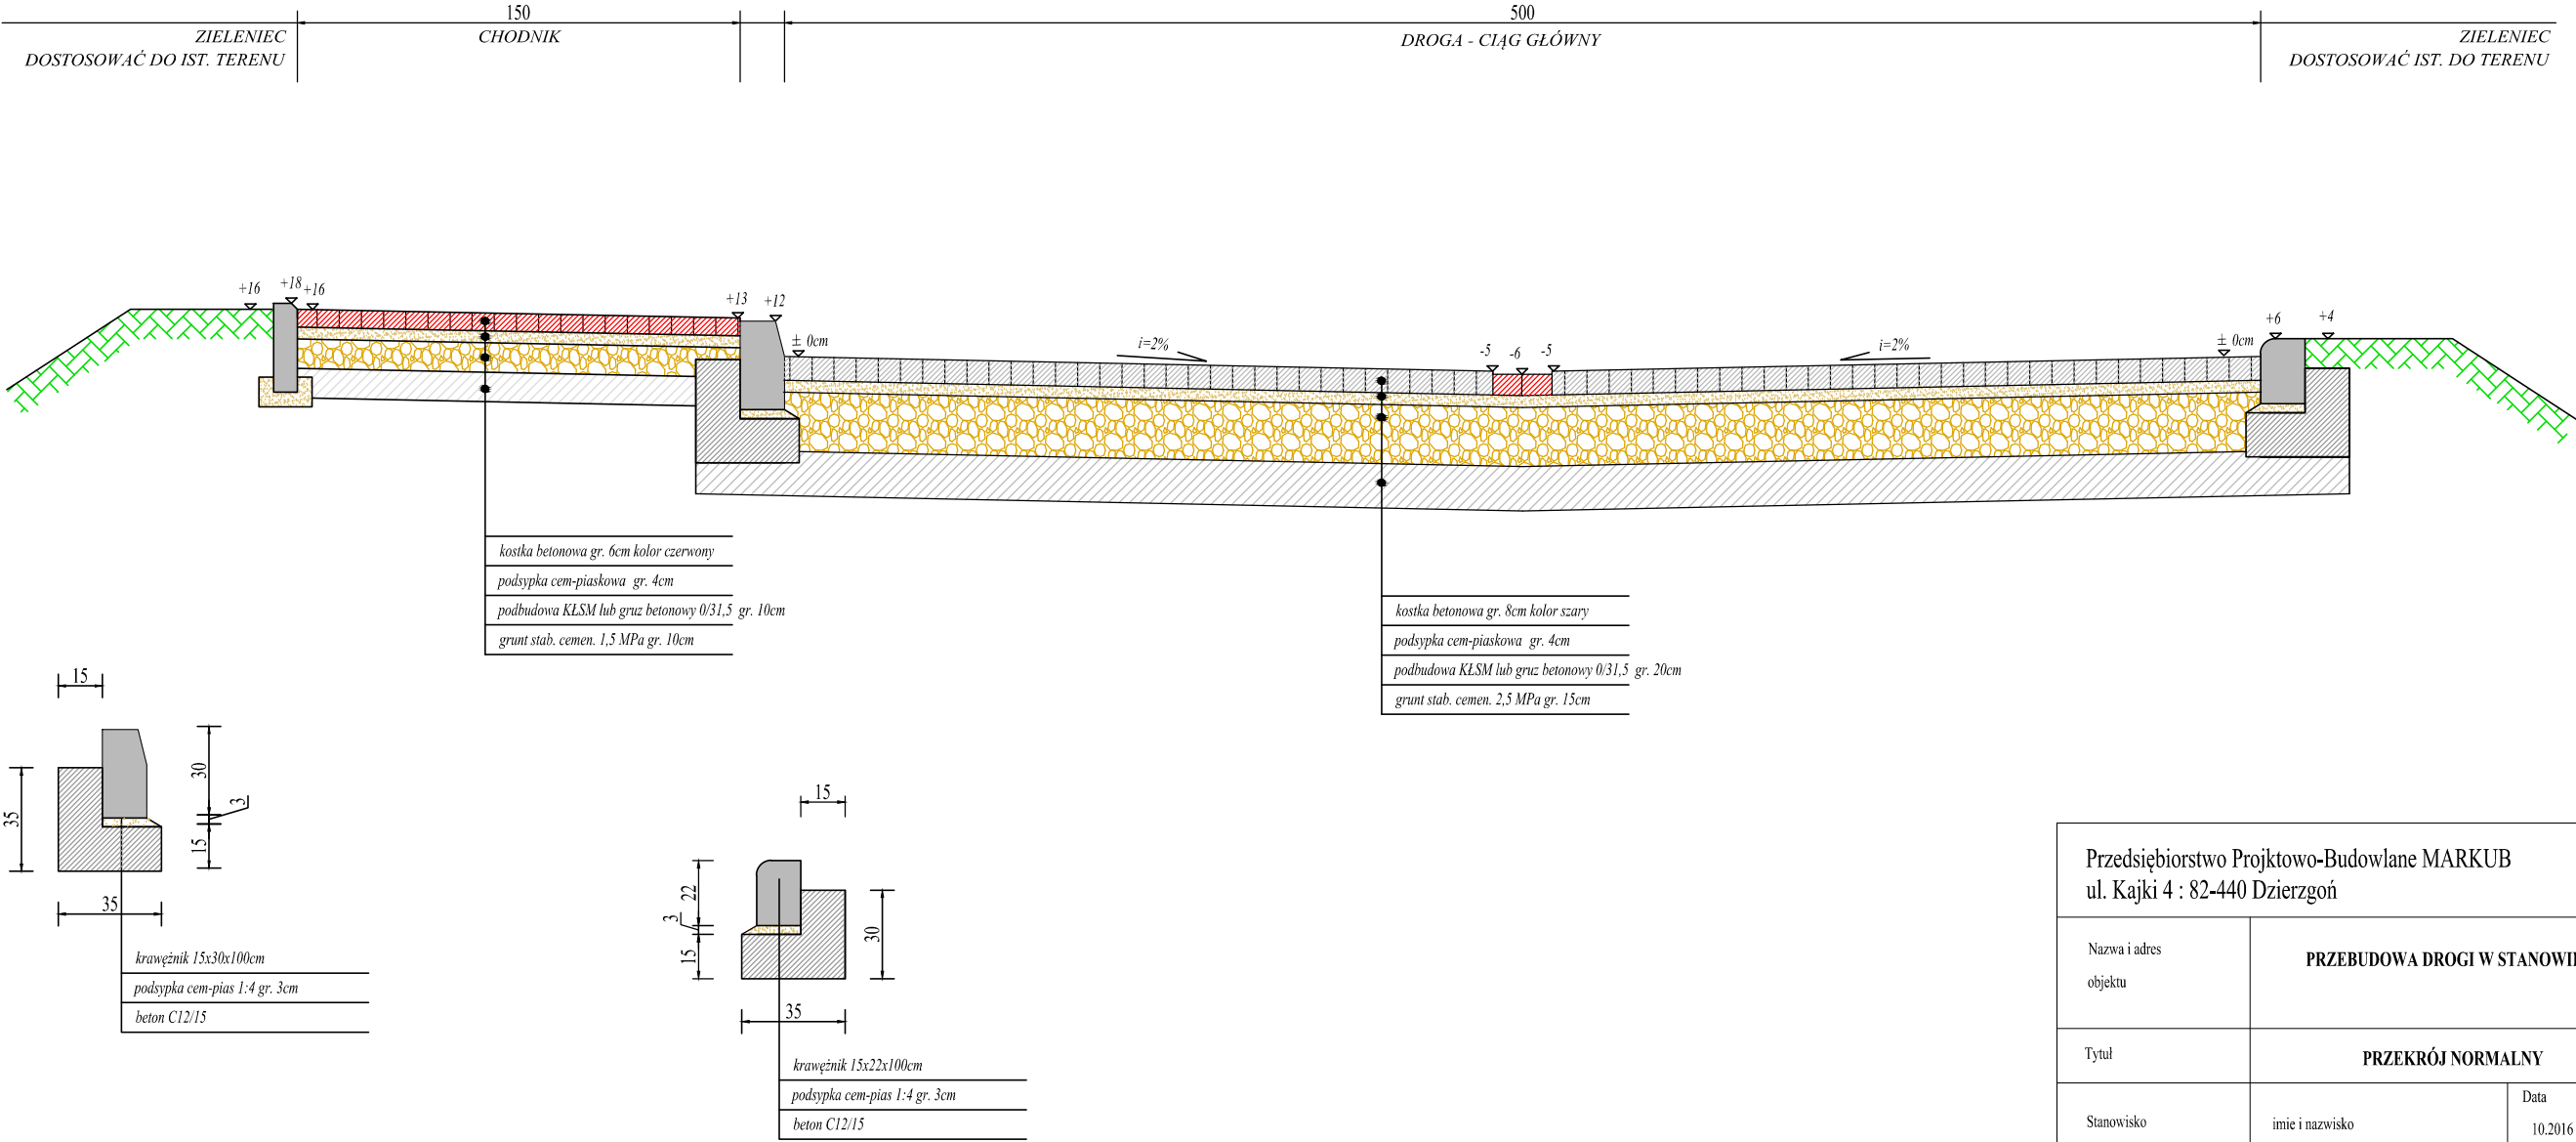 150
500
ZIELENIEC
DOSTOSOWAĆ DO IST. TERENU
CHODNIK
DROGA - CIĄG GŁÓWNY
ZIELENIEC
DOSTOSOWAĆ IST. DO TERENU
+16
+18
+16
+13
+12
± 0cm
i=2%
-5
-6
-5
i=2%
± 0cm
+6
+4
kostka betonowa gr. 6cm kolor czerwony
podsypka cem-piaskowa gr. 4cm
podbudowa KŁSM lub gruz betonowy 0/31,5 gr. 10cm
grunt stab. cemen. 1,5 MPa gr. 10cm
kostka betonowa gr. 8cm kolor szary
podsypka cem-piaskowa gr. 4cm
podbudowa KŁSM lub gruz betonowy 0/31,5 gr. 20cm
grunt stab. cemen. 2,5 MPa gr. 15cm
15
30
3
15
35
35
krawężnik 15x30x100cm
podsypka cem-pias 1:4 gr. 3cm
beton C12/15
15
22
3
15
30
35
krawężnik 15x22x100cm
podsypka cem-pias 1:4 gr. 3cm
beton C12/15
Przedsiębiorstwo Projktowo-Budowlane MARKUB
ul. Kajki 4 : 82-440 Dzierzgoń
Nazwa i adres
objektu
PRZEBUDOWA DROGI W
Tytuł
PRZEKRÓJ NORMALNY
Stanowisko
imie i nazwisko
Data
10.2016